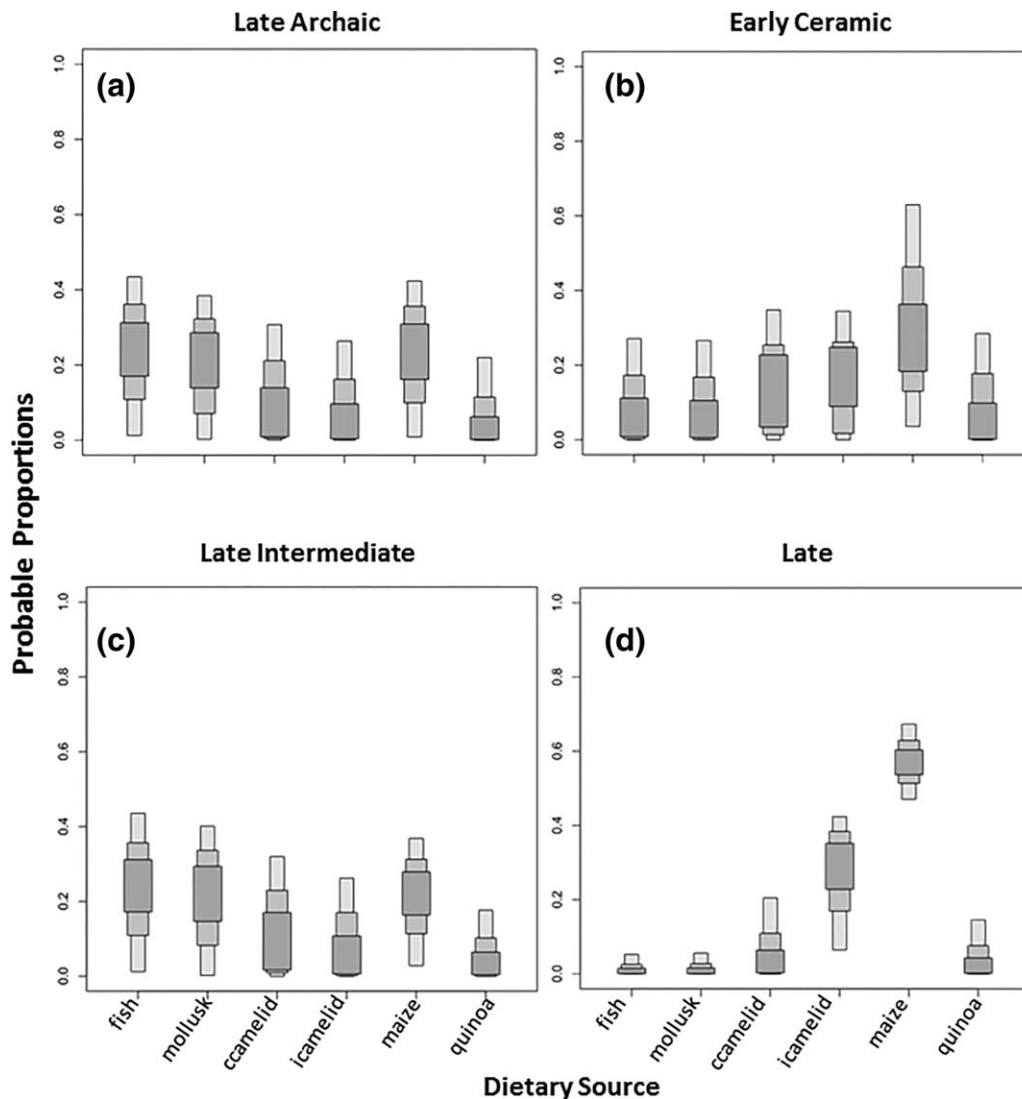 Late Archaic
Early Ceramic
(a)
(b)
1.0
0.8
0.6
0.4
0.2
0.0
1.0
0.8
0.6
0.4
0.2
0.0
Probable Proportions
Late Intermediate
Late
(c)
(d)
1.0
0.8
0.6
0.4
0.2
0.0
1.0
0.8
0.6
0.4
0.2
0.0
fish
mollusk
ccamelid
icamelid
maize
quinoa
fish
mollusk
ccamelid
icamelid
maize
quinoa
Dietary Source